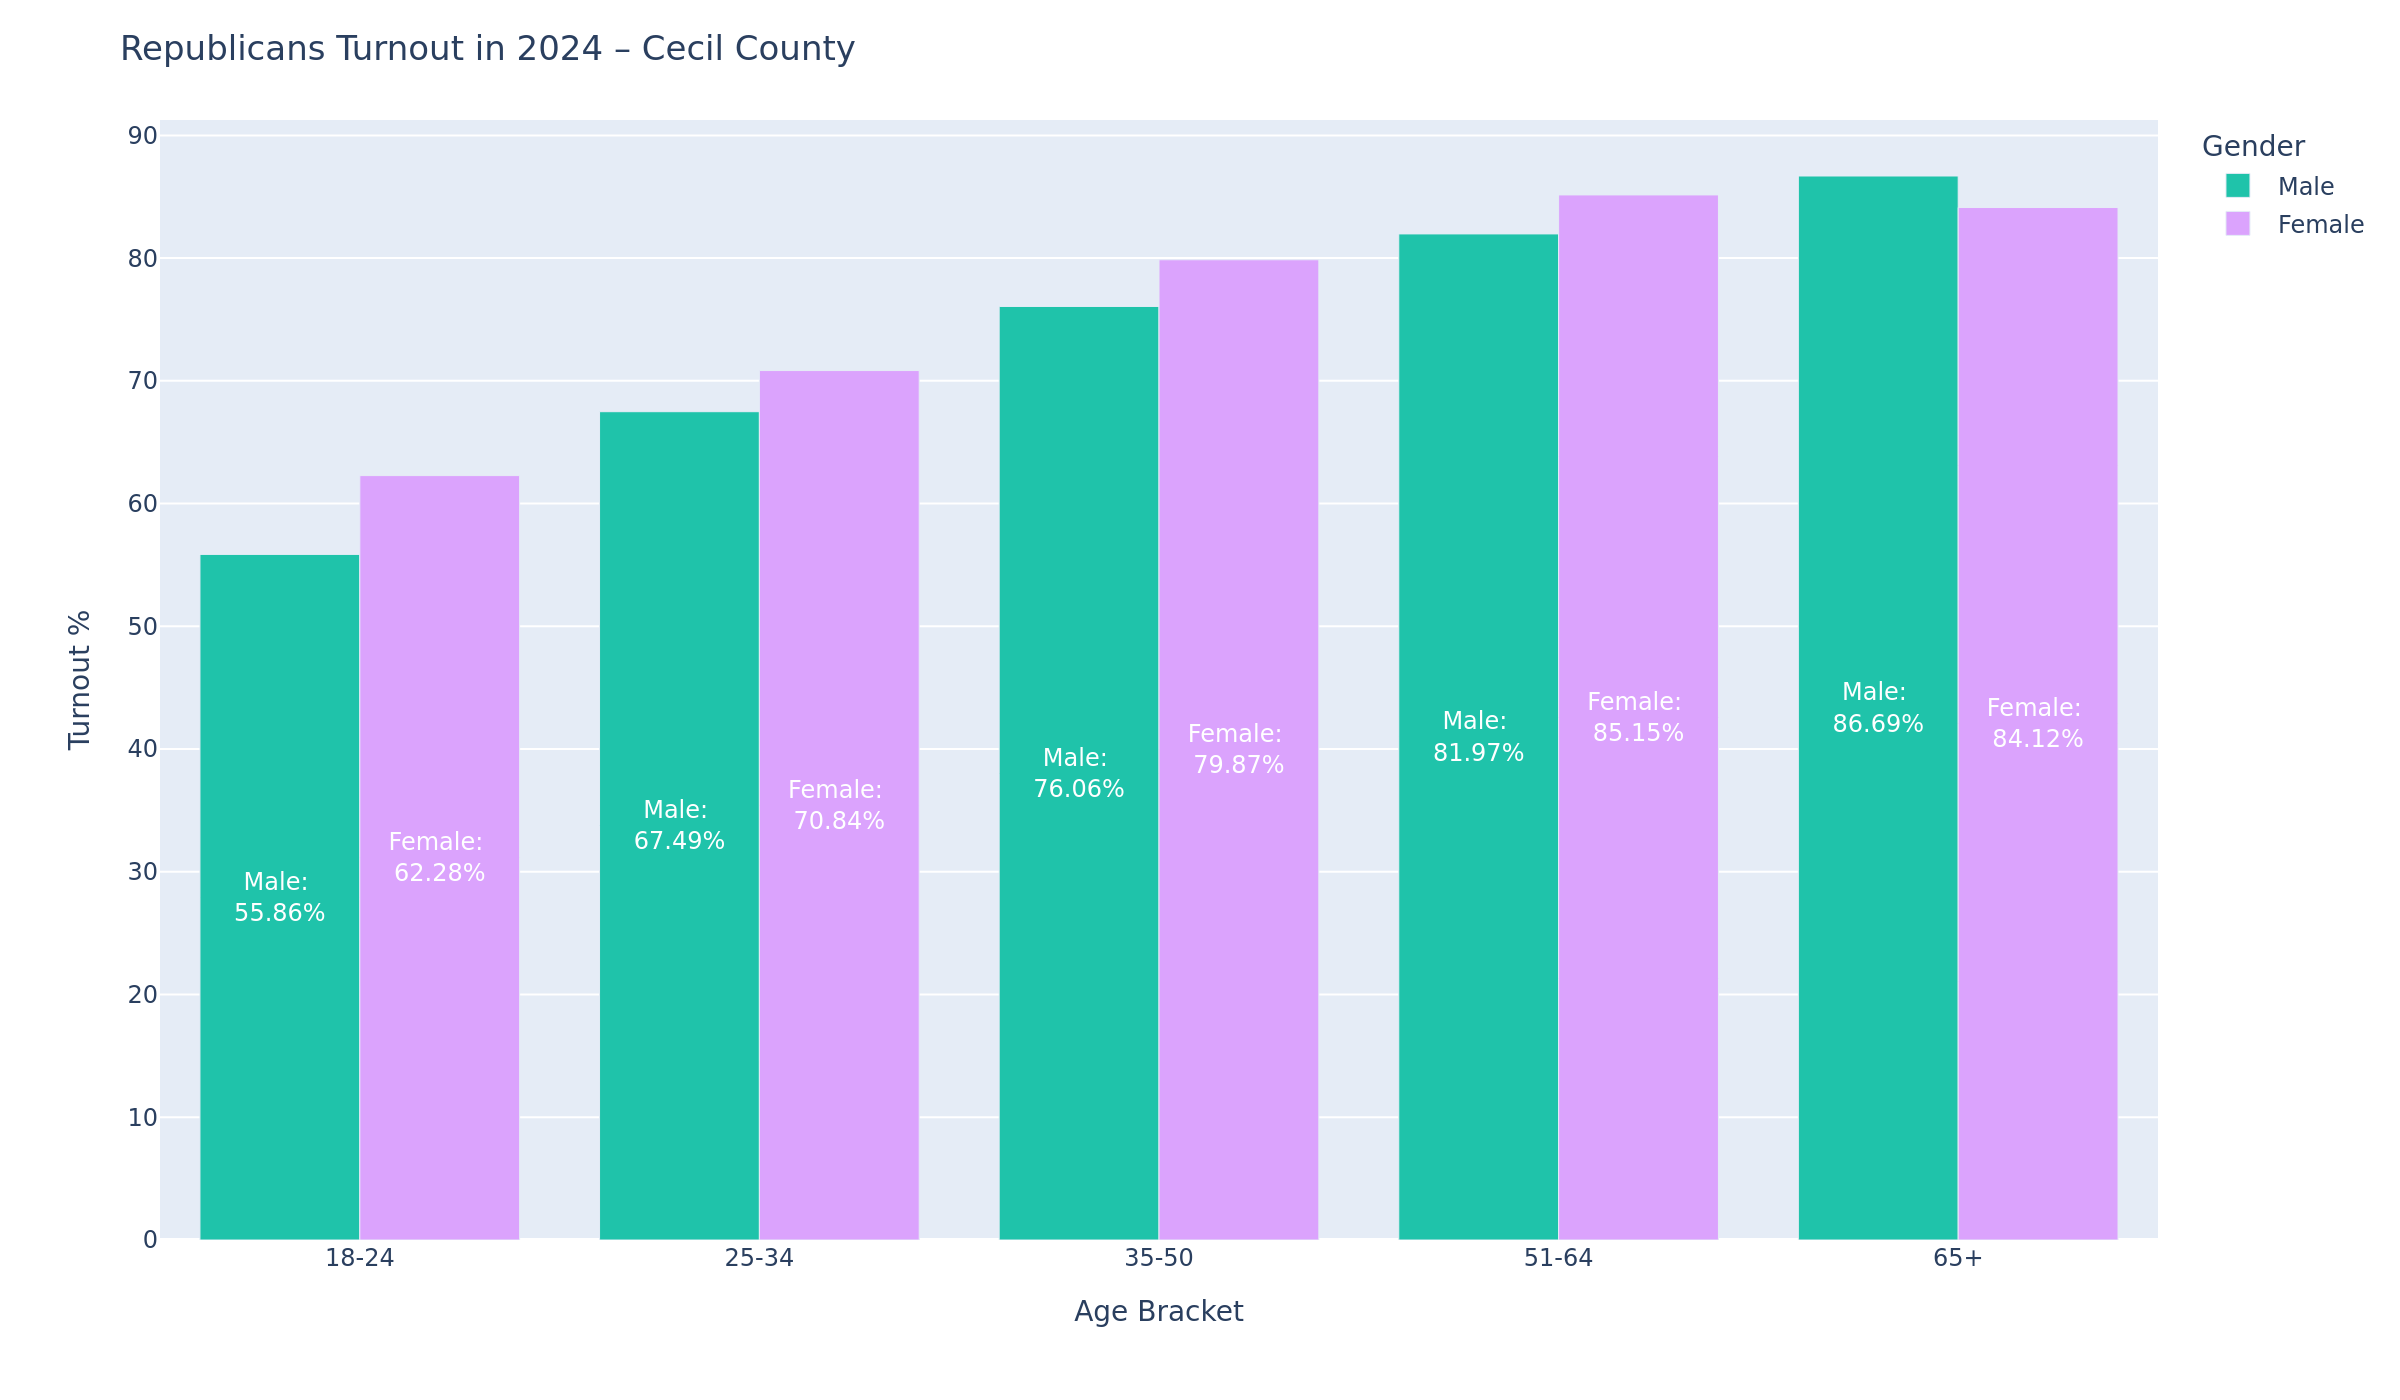 Republicans Turnout in 2024 – Cecil County
Gender
Male
Female
Turnout %
90
80
70
60
50
40
30
20
10
0
Male:
55.86%
Female:
62.28%
Male:
67.49%
Female:
70.84%
Male:
76.06%
Female:
79.87%
Male:
81.97%
Female:
85.15%
Male:
86.69%
Female:
84.12%
18-24
25-34
35-50
51-64
65+
Age Bracket